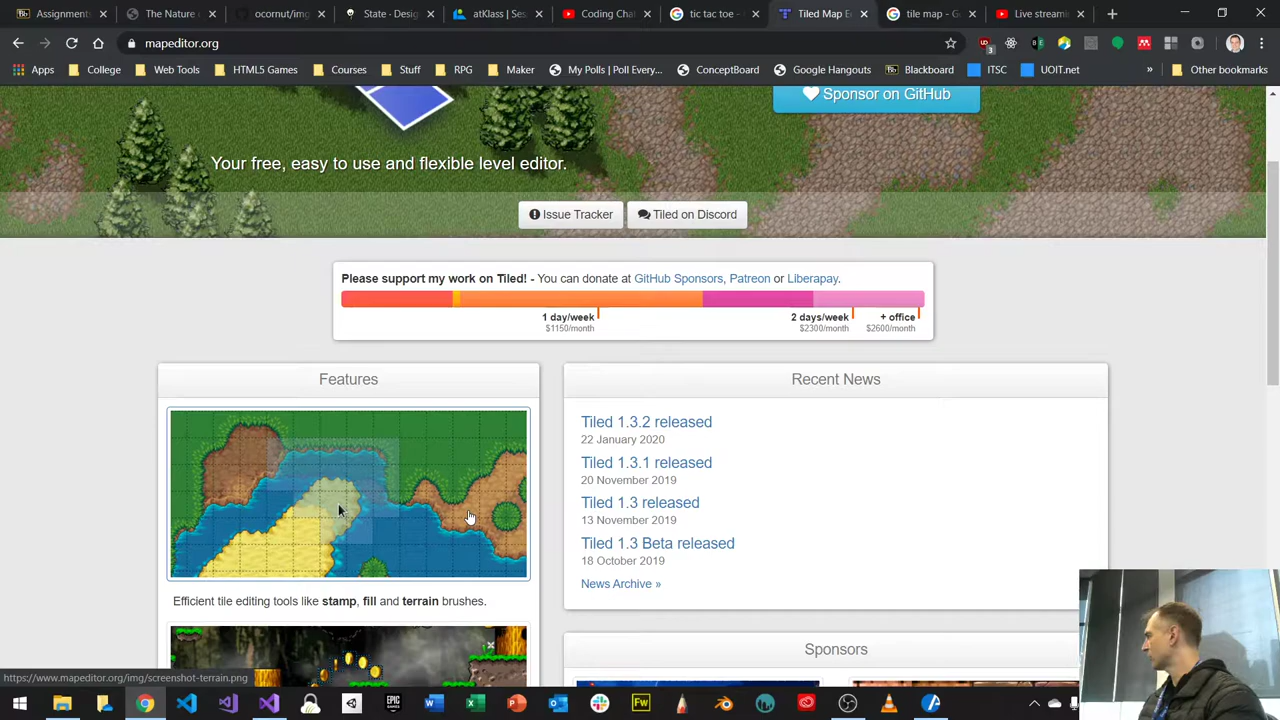 Assignments
The Nature o
ocornut/img
State - Desig
atKlass | Ses
Coding Chal
tic tac toe -
Tiled Map E
tile map - G
Live streami
mapeditor.org
Apps
College
Web Tools
HTML5 Games
Courses
Stuff
RPG
Maker
My Polls | Poll Every...
ConceptBoard
Google Hangouts
Blackboard
ITSC
UOIT.net
»
Other bookmarks
Sponsor on GitHub
Your free, easy to use and flexible level editor.
Issue Tracker
Tiled on Discord
Please support my work on Tiled! - You can donate at GitHub Sponsors, Patreon or Liberapay.
1 day/week
$1150/month
2 days/week
$2300/month
+ office
$2600/month
Features
Efficient tile editing tools like stamp, fill and terrain brushes.
Recent News
Tiled 1.3.2 released
22 January 2020
Tiled 1.3.1 released
20 November 2019
Tiled 1.3 released
13 November 2019
Tiled 1.3 Beta released
18 October 2019
News Archive »
Sponsors
https://www.mapeditor.org/img/screenshot-terrain.png